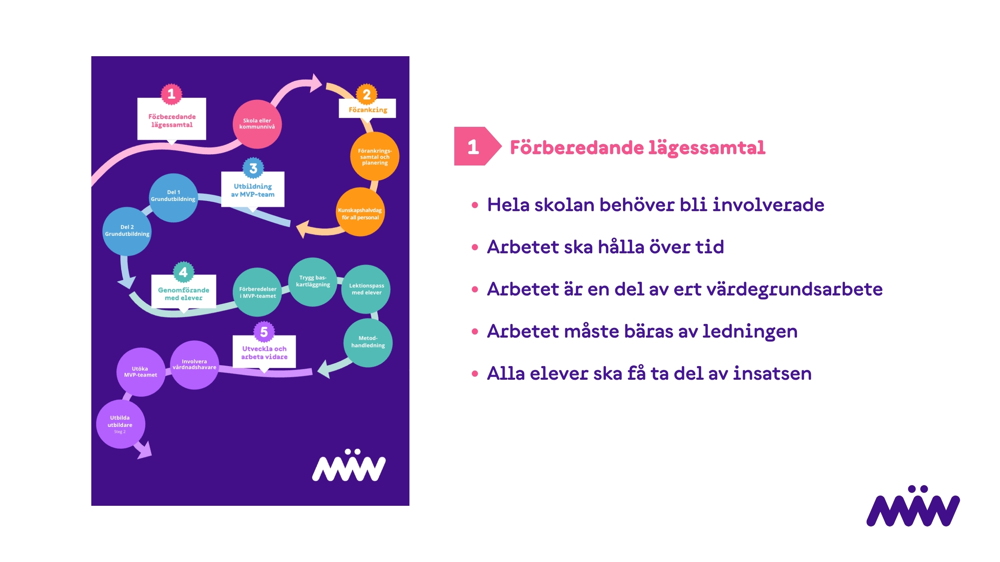 1
Förberedande
lägessamtal
Skola eller
kommunnivå
2
Förankring
Förankrings-
samtal och
planering
Kunskapshalvdag
för all personal
3
Utbildning
av MVP-team
Del 1
Grundutbildning
Del 2
Grundutbildning
4
Genomförande
med elever
Förberedelser
i MVP-teamet
Trygg bas-
kartläggning
Lektionspass
med elever
Metod-
handledning
5
Utveckla och
arbeta vidare
Involvera
vårdnadshavare
Utöka
MVP-teamet
Utbilda
utbildare
Steg 2
MÄN
1 Förberedande lägessamtal
• Hela skolan behöver bli involverade
• Arbetet ska hålla över tid
• Arbetet är en del av ert värdegrundsarbete
• Arbetet måste bäras av ledningen
• Alla elever ska få ta del av insatsen
MÄN